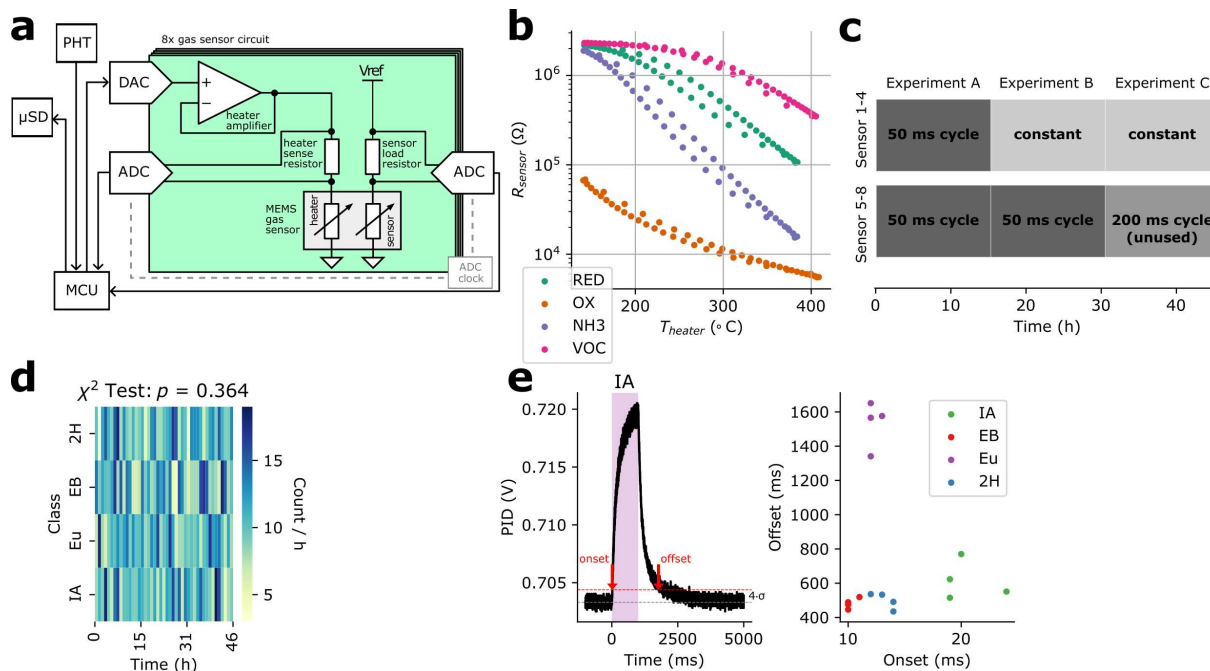 a
8x gas sensor circuit
PHT
DAC
µSD
ADC
MCU
+
−
heater
amplifier
Vref
heater
sense
resistor
sensor
load
resistor
ADC
MEMS
gas
sensor
heater
sensor
ADC
clock
b
R_sensor (Ω)
10⁶
10⁵
10⁴
200
300
400
T_heater (°C)
RED
OX
NH3
VOC
c
Experiment A
Experiment B
Experiment C
Sensor 1-4
50 ms cycle
constant
constant
Sensor 5-8
50 ms cycle
50 ms cycle
200 ms cycle
(unused)
0
10
20
30
40
Time (h)
d
χ² Test: p = 0.364
Class
2H
EB
Eu
IA
0
15
31
46
Time (h)
15
10
5
Count / h
e
IA
PID (V)
0.720
0.715
0.710
0.705
onset
offset
4·σ
0
2500
5000
Time (ms)
Offset (ms)
1600
1400
1200
1000
800
600
400
10
20
Onset (ms)
IA
EB
Eu
2H